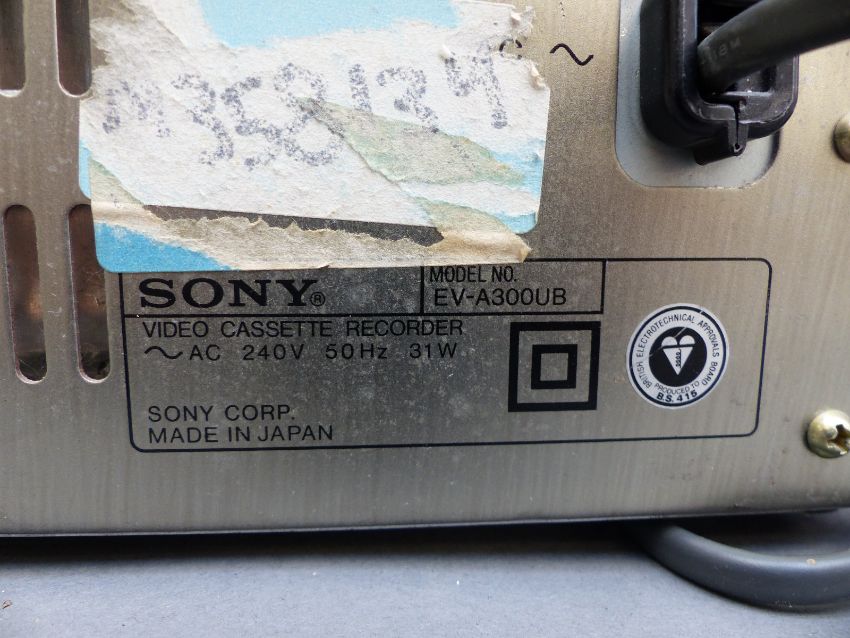 M358134
SONY®
MODEL NO.
EV-A300UB
VIDEO CASSETTE RECORDER
∼ AC 240V 50Hz 31W
SONY CORP.
MADE IN JAPAN
BRITISH ELECTROTECHNICAL APPROVALS BOARD
PRODUCED TO
B.S. 415